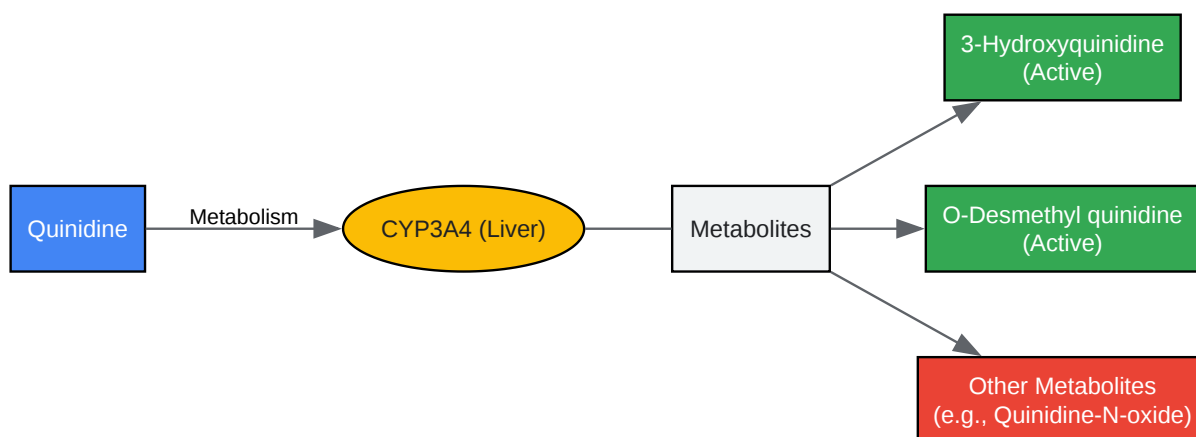 3-Hydroxyquinidine
(Active)
Quinidine
Metabolism
CYP3A4 (Liver)
Metabolites
O-Desmethyl quinidine
(Active)
Other Metabolites
(e.g., Quinidine-N-oxide)